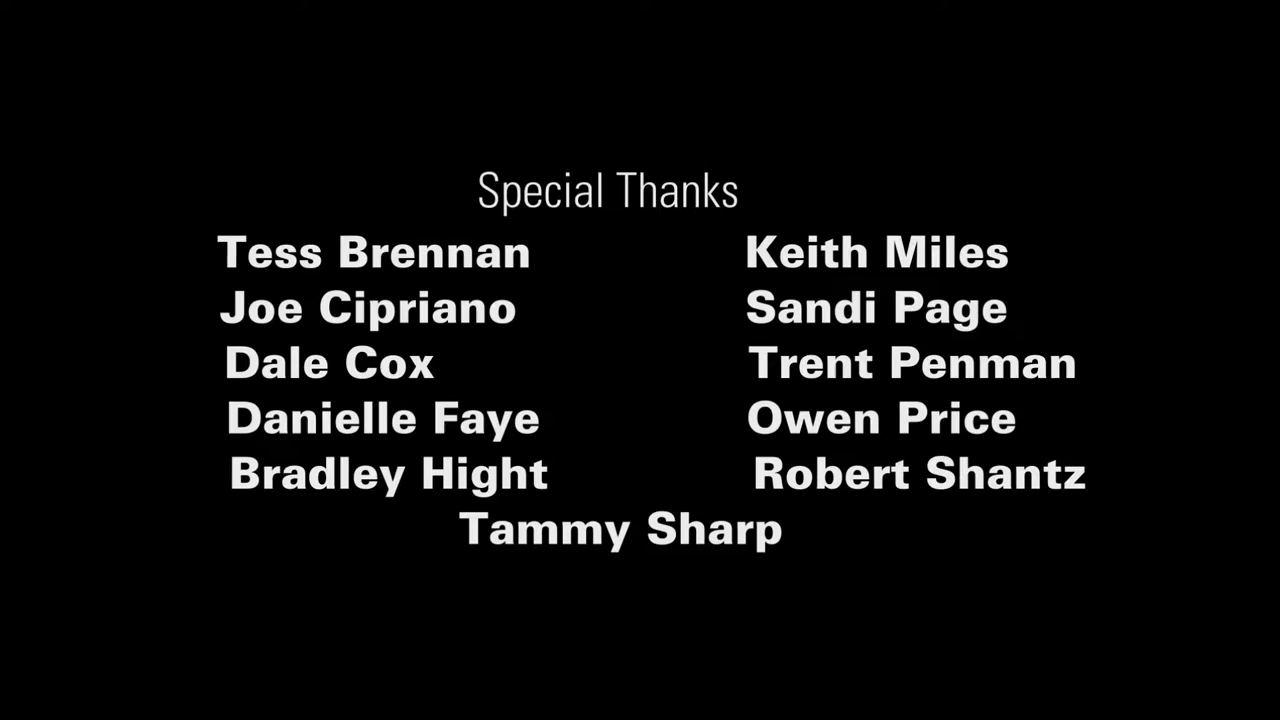 Special Thanks
Tess Brennan Keith Miles
Joe Cipriano Sandi Page
Dale Cox Trent Penman
Danielle Faye Owen Price
Bradley Hight Robert Shantz
Tammy Sharp